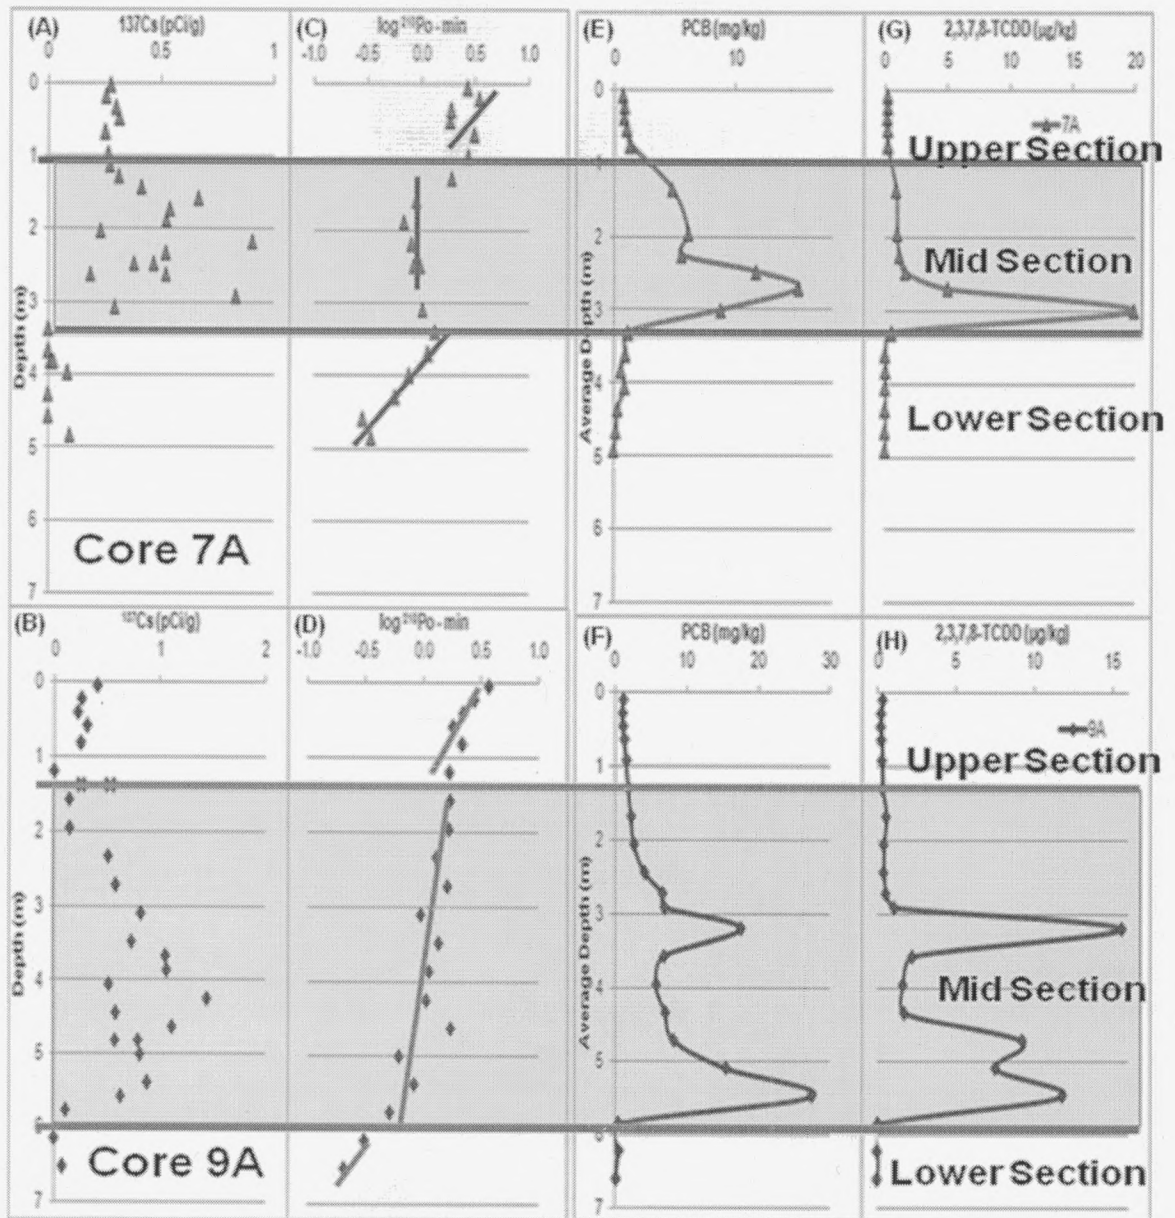 (A) 137Cs (pCi/g)
0 0.5 1
(C) log ²¹⁰Po - min
-1.0 -0.5 0.0 0.5 1.0
(E) PCB (mg/kg)
0 10
(G) 2,3,7,8-TCDD (µg/kg)
0 5 10 15 20
0
1
2
3
4
5
6
7
Depth (m)
Core 7A
0
1
2
3
4
5
6
7
Average Depth (m)
7A
Upper Section
Mid Section
Lower Section
(B) ¹³⁷Cs (pCi/g)
0 1 2
(D) log ²¹⁰Po - min
-1.0 -0.5 0.0 0.5 1.0
(F) PCB (mg/kg)
0 10 20 30
(H) 2,3,7,8-TCDD (µg/kg)
0 5 10 15
0
1
2
3
4
5
6
7
Depth (m)
Core 9A
0
1
2
3
4
5
6
7
Average Depth (m)
9A
Upper Section
Mid Section
Lower Section